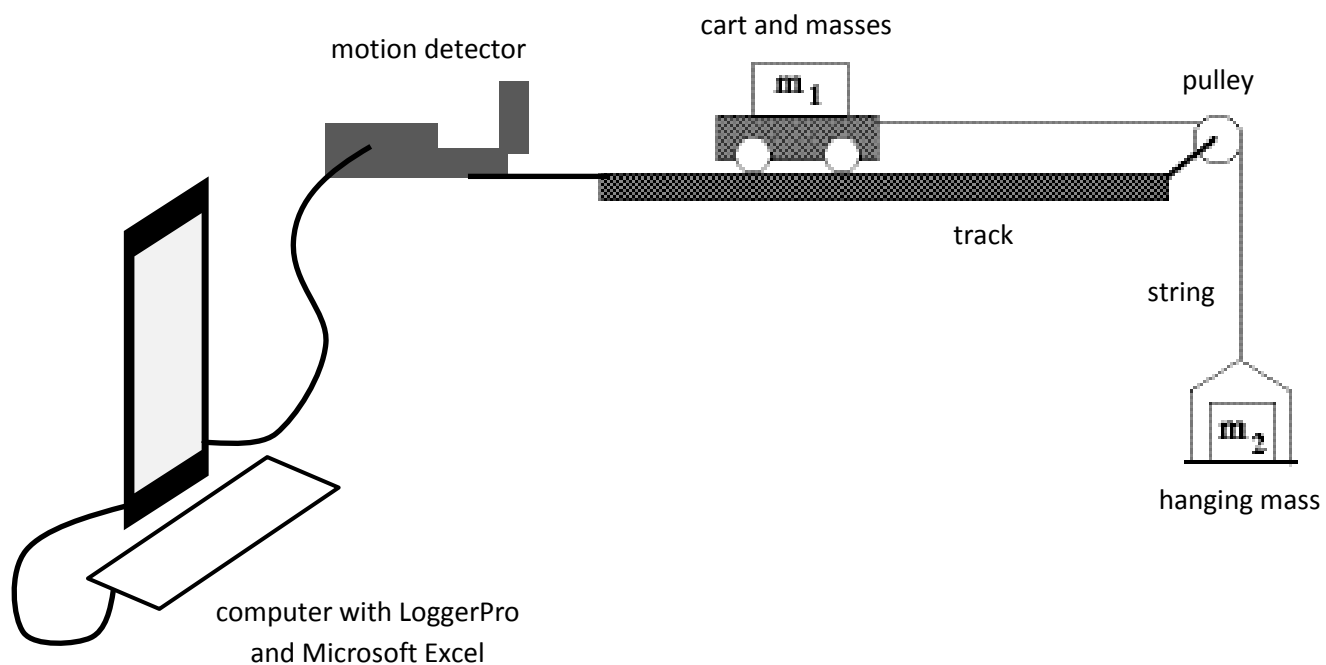 cart and masses
motion detector
m1
pulley
track
string
m2
hanging mass
computer with LoggerPro
and Microsoft Excel